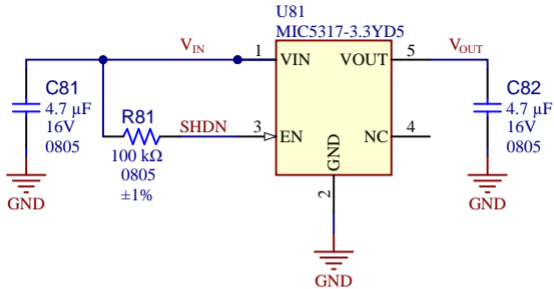 U81
MIC5317-3.3YD5
VIN
1
VIN
VOUT
5
VOUT
C81
4.7 µF
16V
0805
R81
SHDN
3
EN
NC
4
100 kΩ
0805
±1%
GND
2
C82
4.7 µF
16V
0805
GND
GND
GND